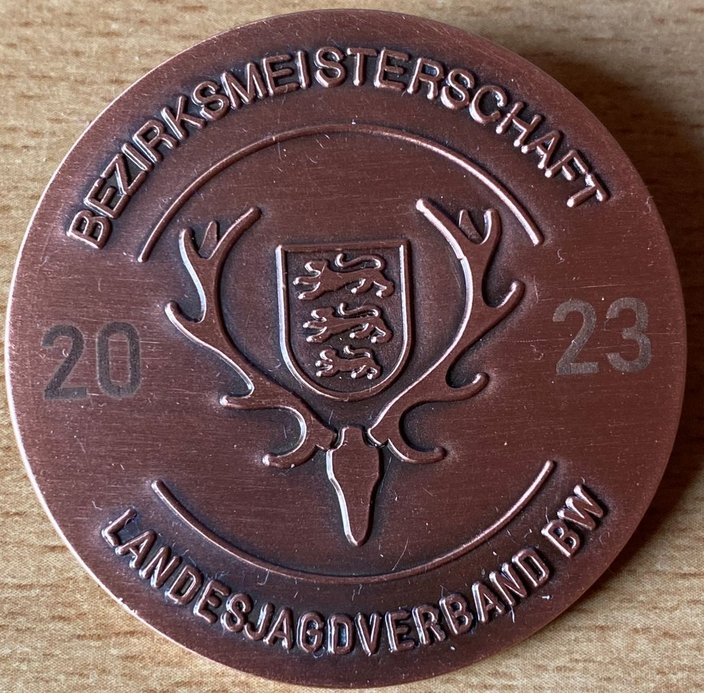 BEZIRKSMEISTERSCHAFT
20 23
LANDESJAGDVERBAND BW